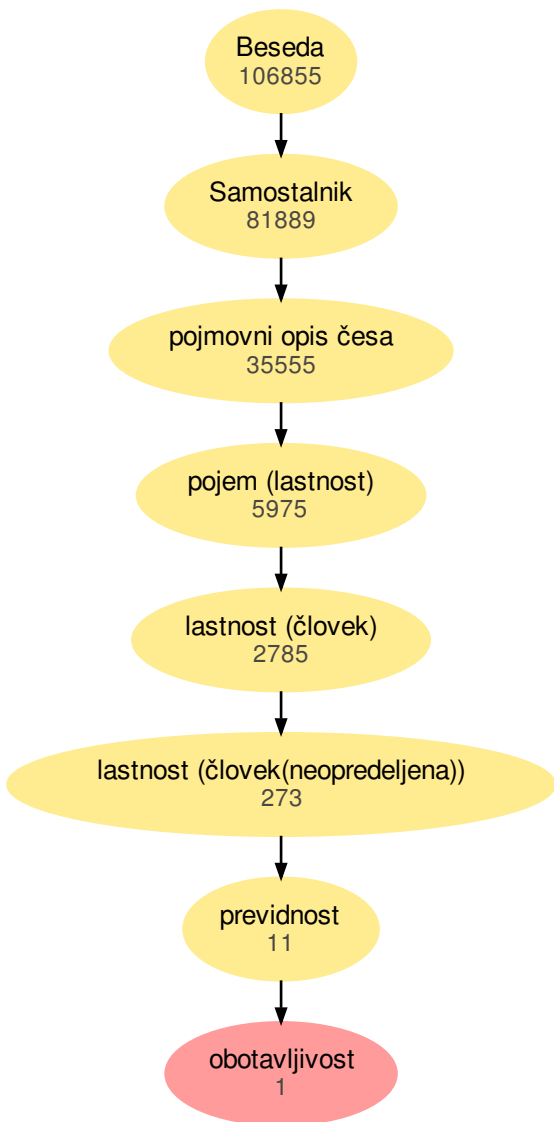 Beseda
106855
Samostalnik
81889
pojmovni opis česa
35555
pojem (lastnost)
5975
lastnost (človek)
2785
lastnost (človek(neopredeljena))
273
previdnost
11
obotavljivost
1